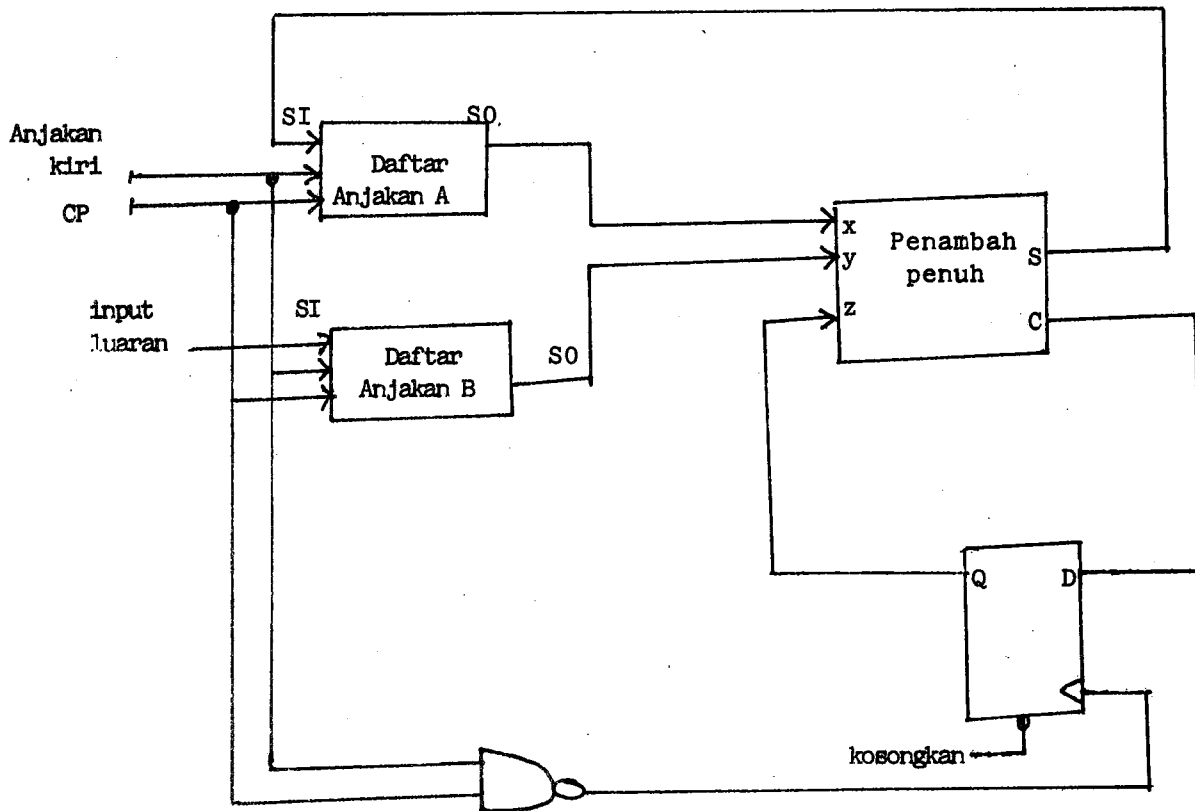 SI
SO
Anjakan
kiri
CP
Daftar
Anjakan A
x
y
z
Penambah
penuh
S
C
input
luaran
SI
SO
Daftar
Anjakan B
Q
D
kosongkan